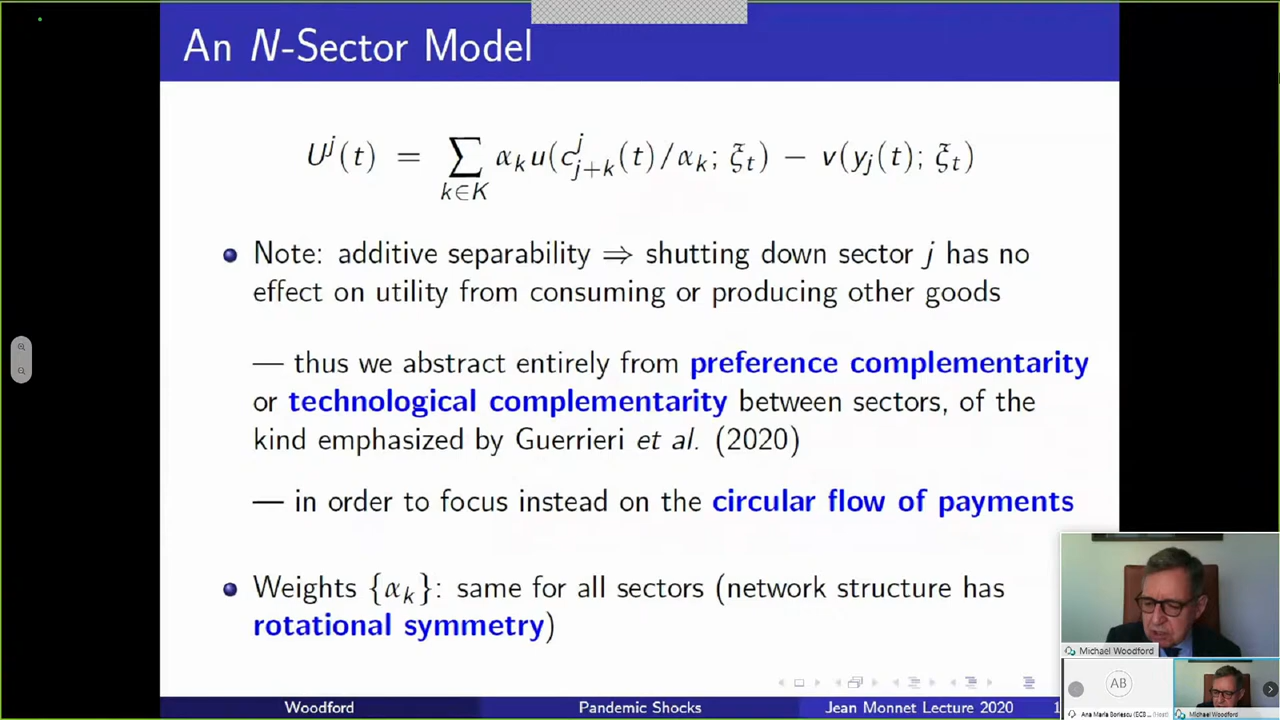 An N-Sector Model
U^j(t) = ∑_{k∈K} α_k u(c^j_{j+k}(t)/α_k; ξ_t) − v(y_j(t); ξ_t)
Note: additive separability ⇒ shutting down sector j has no
effect on utility from consuming or producing other goods
— thus we abstract entirely from preference complementarity
or technological complementarity between sectors, of the
kind emphasized by Guerrieri et al. (2020)
— in order to focus instead on the circular flow of payments
Weights {α_k}: same for all sectors (network structure has
rotational symmetry)
Michael Woodford
AB
Michael Woodford
Woodford Pandemic Shocks Jean Monnet Lecture 2020